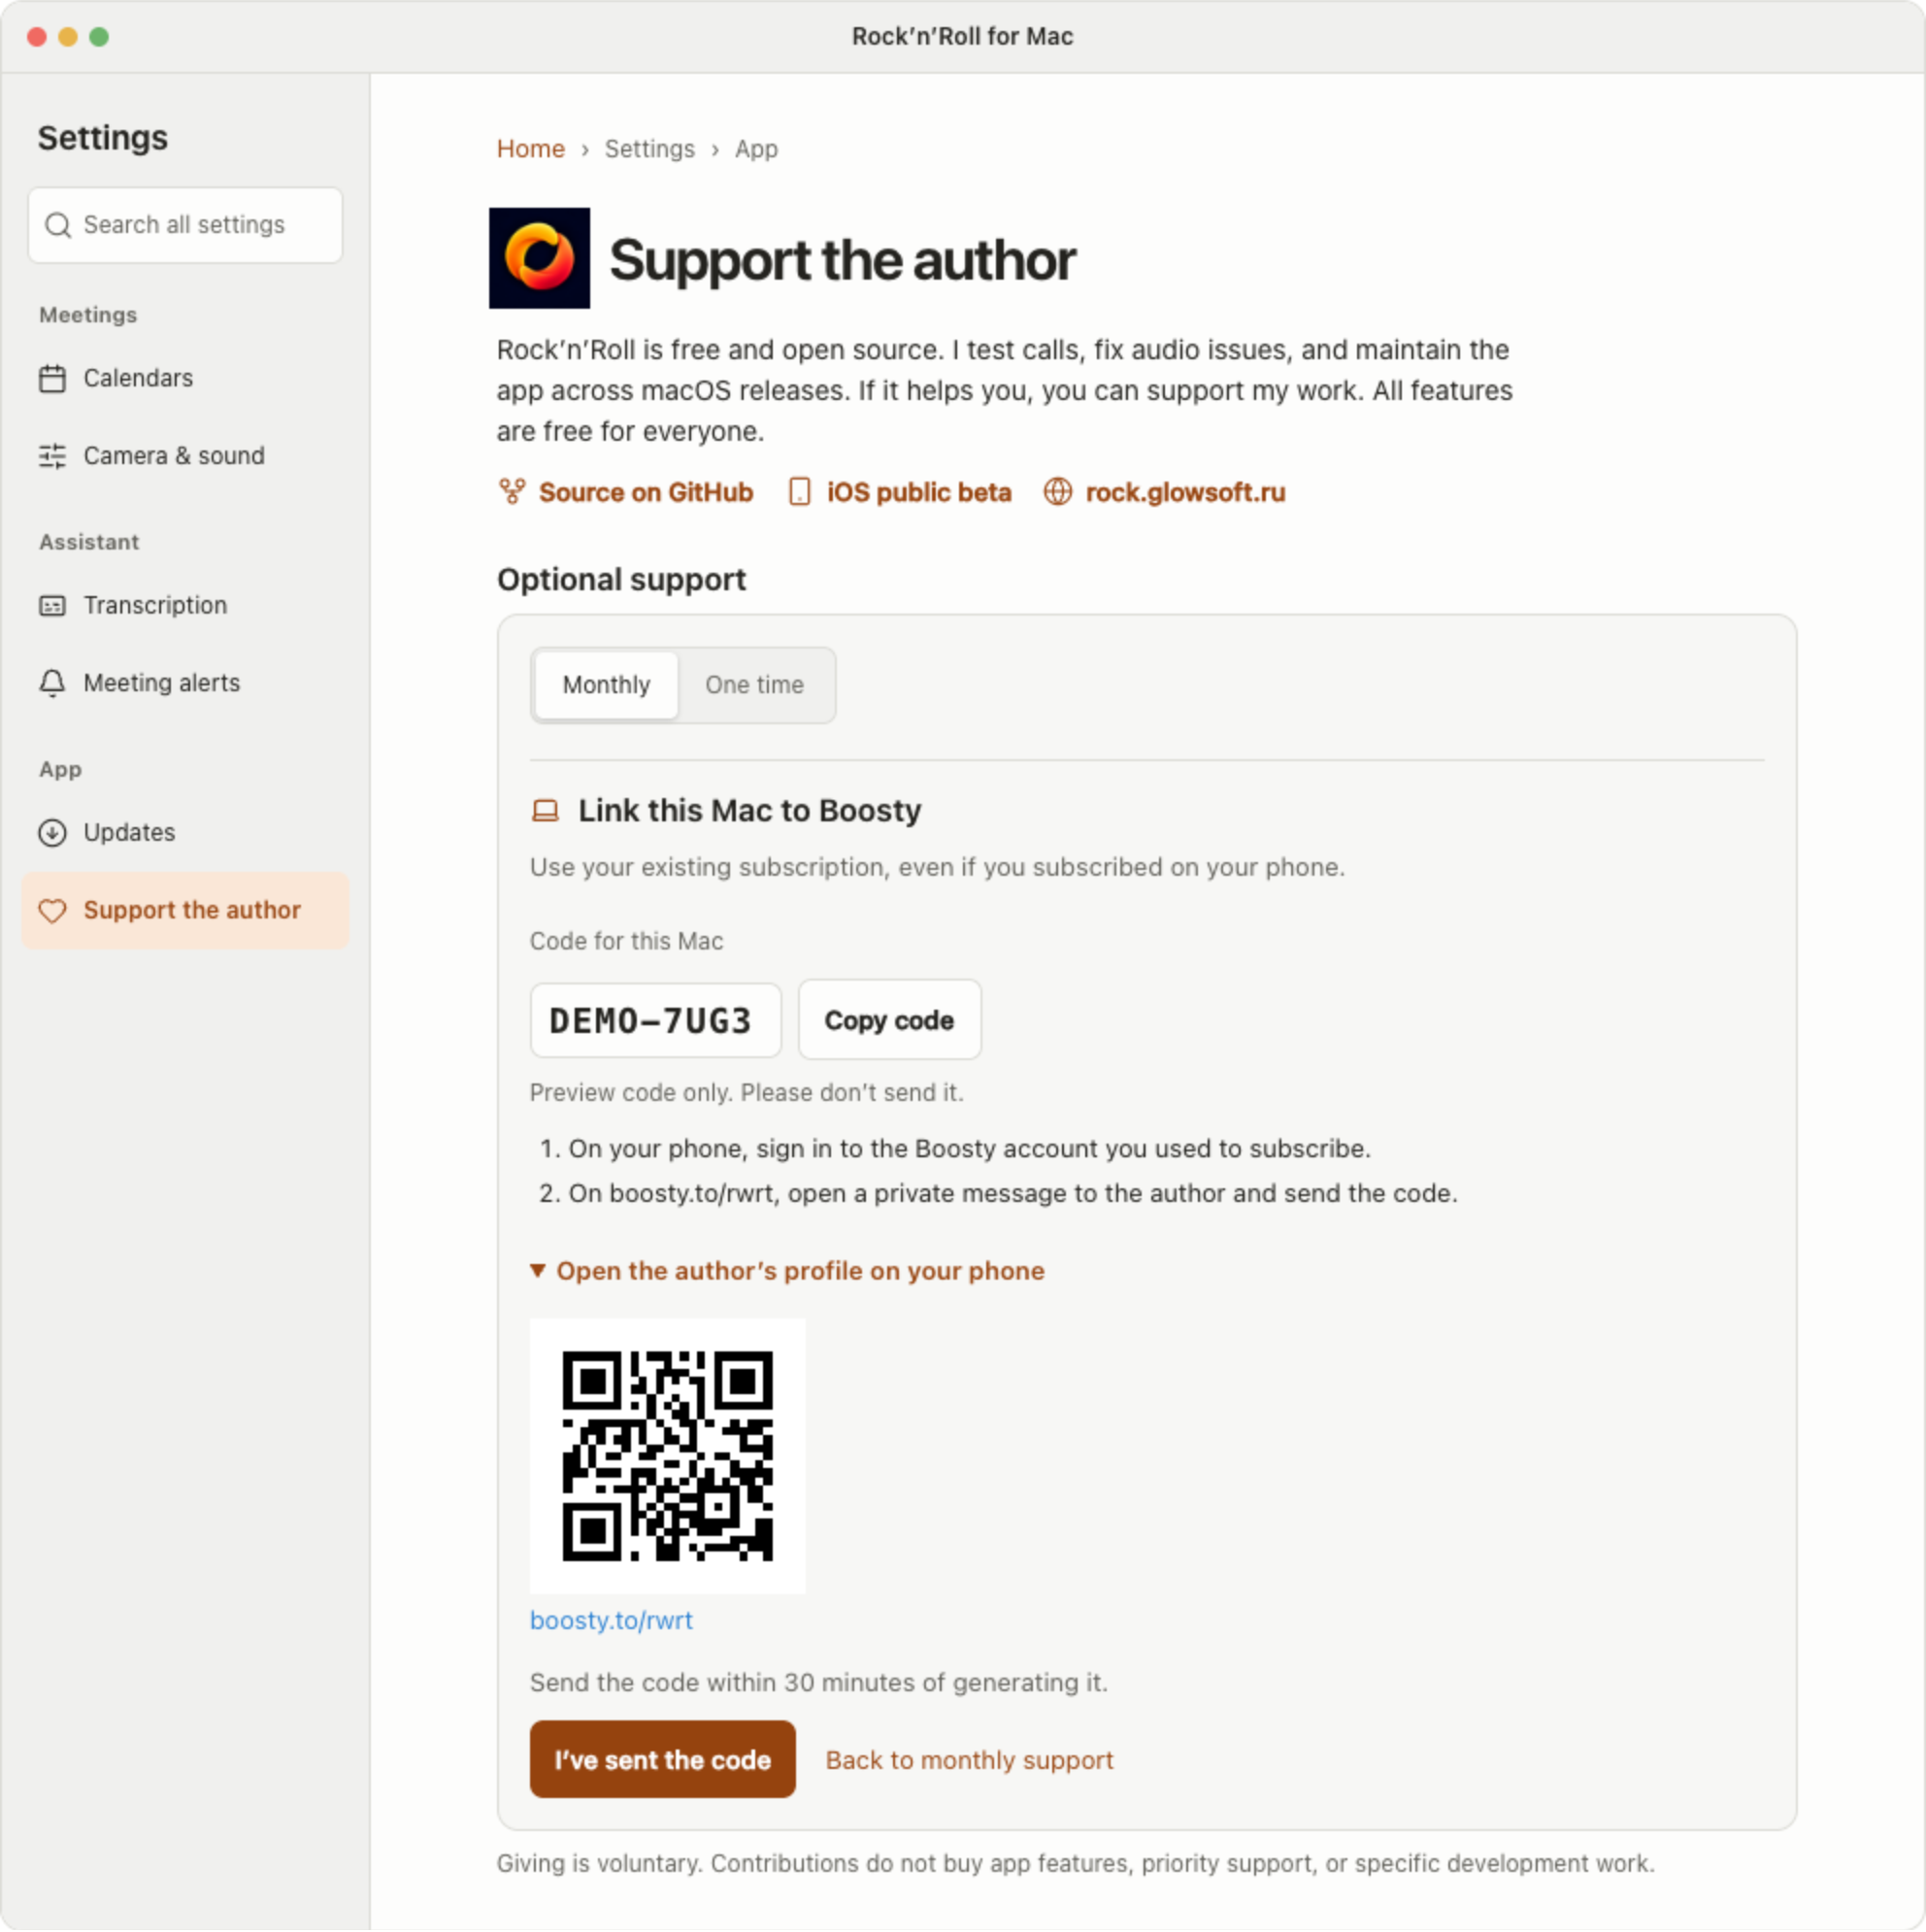 Rock’n’Roll for Mac
Settings
Search all settings
Meetings
Calendars
Camera & sound
Assistant
Transcription
Meeting alerts
App
Updates
Support the author
Home › Settings › App
Support the author
Rock’n’Roll is free and open source. I test calls, fix audio issues, and maintain the
app across macOS releases. If it helps you, you can support my work. All features
are free for everyone.
Source on GitHub iOS public beta rock.glowsoft.ru
Optional support
Monthly One time
Link this Mac to Boosty
Use your existing subscription, even if you subscribed on your phone.
Code for this Mac
DEMO–7UG3 Copy code
Preview code only. Please don’t send it.
1. On your phone, sign in to the Boosty account you used to subscribe.
2. On boosty.to/rwrt, open a private message to the author and send the code.
▼ Open the author’s profile on your phone
boosty.to/rwrt
Send the code within 30 minutes of generating it.
I’ve sent the code Back to monthly support
Giving is voluntary. Contributions do not buy app features, priority support, or specific development work.